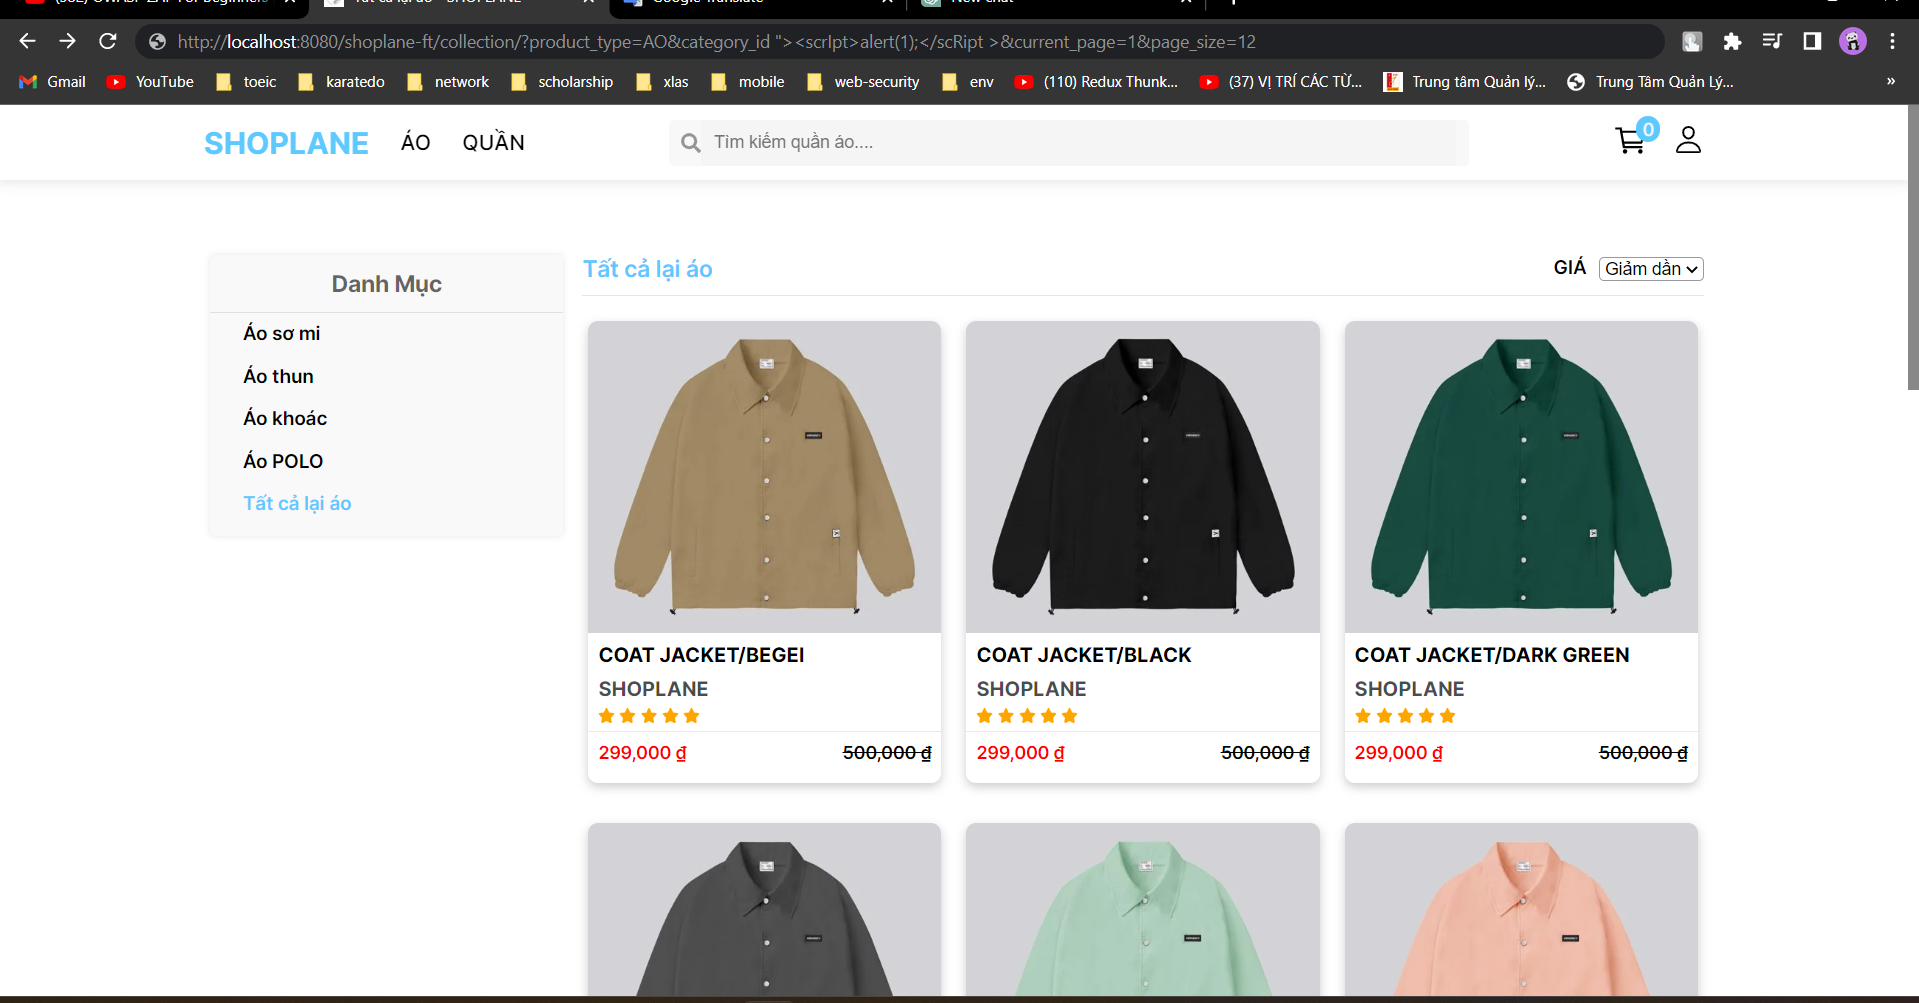 http://localhost:8080/shoplane-ft/collection/?product_type=AO&category_id "><scrIpt>alert(1);</scRipt >&current_page=1&page_size=12
Gmail YouTube toeic karatedo network scholarship xlas mobile web-security env (110) Redux Thunk... (37) VỊ TRÍ CÁC TỪ... Trung tâm Quản lý... Trung Tâm Quản Lý... »
SHOPLANE ÁO QUẦN Tìm kiếm quần áo.... 0
Danh Mục
Áo sơ mi
Áo thun
Áo khoác
Áo POLO
Tất cả lại áo
Tất cả lại áo GIÁ Giảm dần
COAT JACKET/BEGEI
SHOPLANE
299,000 ₫ 500,000 ₫
COAT JACKET/BLACK
SHOPLANE
299,000 ₫ 500,000 ₫
COAT JACKET/DARK GREEN
SHOPLANE
299,000 ₫ 500,000 ₫